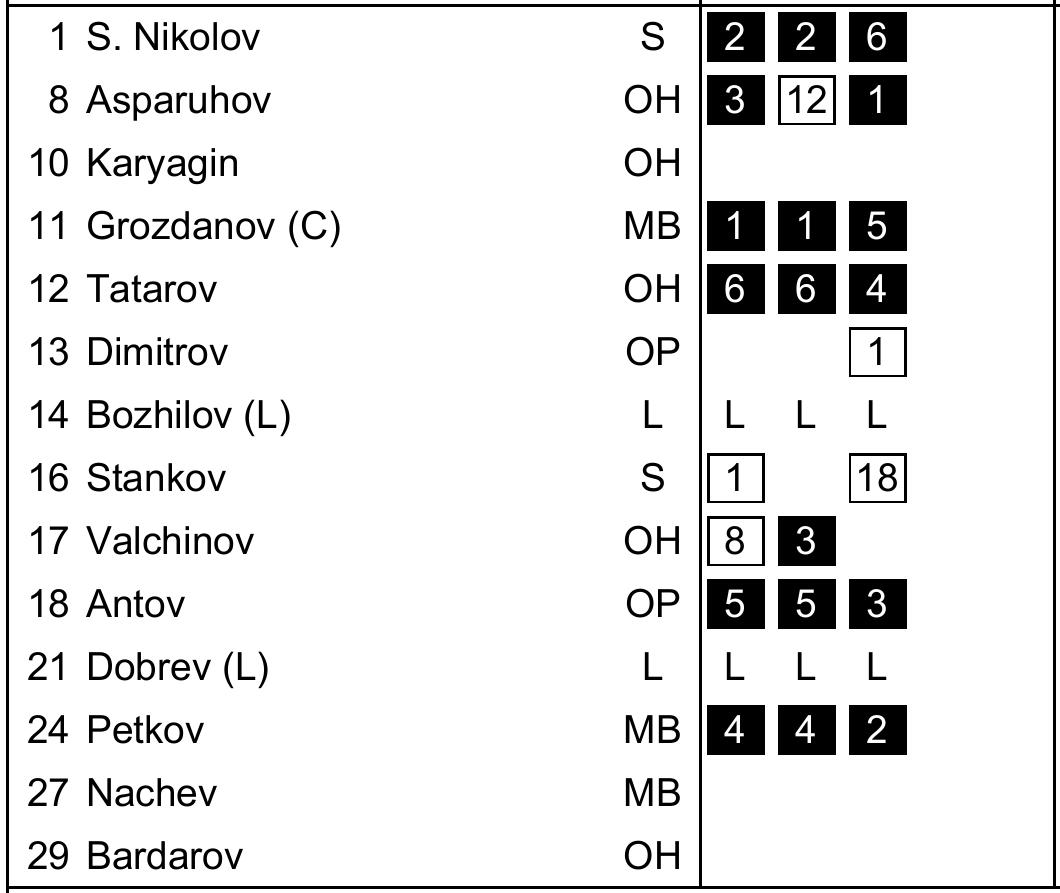 1 S. Nikolov S 2 2 6
8 Asparuhov OH 3 12 1
10 Karyagin OH
11 Grozdanov (C) MB 1 1 5
12 Tatarov OH 6 6 4
13 Dimitrov OP 1
14 Bozhilov (L) L L L L
16 Stankov S 1 18
17 Valchinov OH 8 3
18 Antov OP 5 5 3
21 Dobrev (L) L L L L
24 Petkov MB 4 4 2
27 Nachev MB
29 Bardarov OH